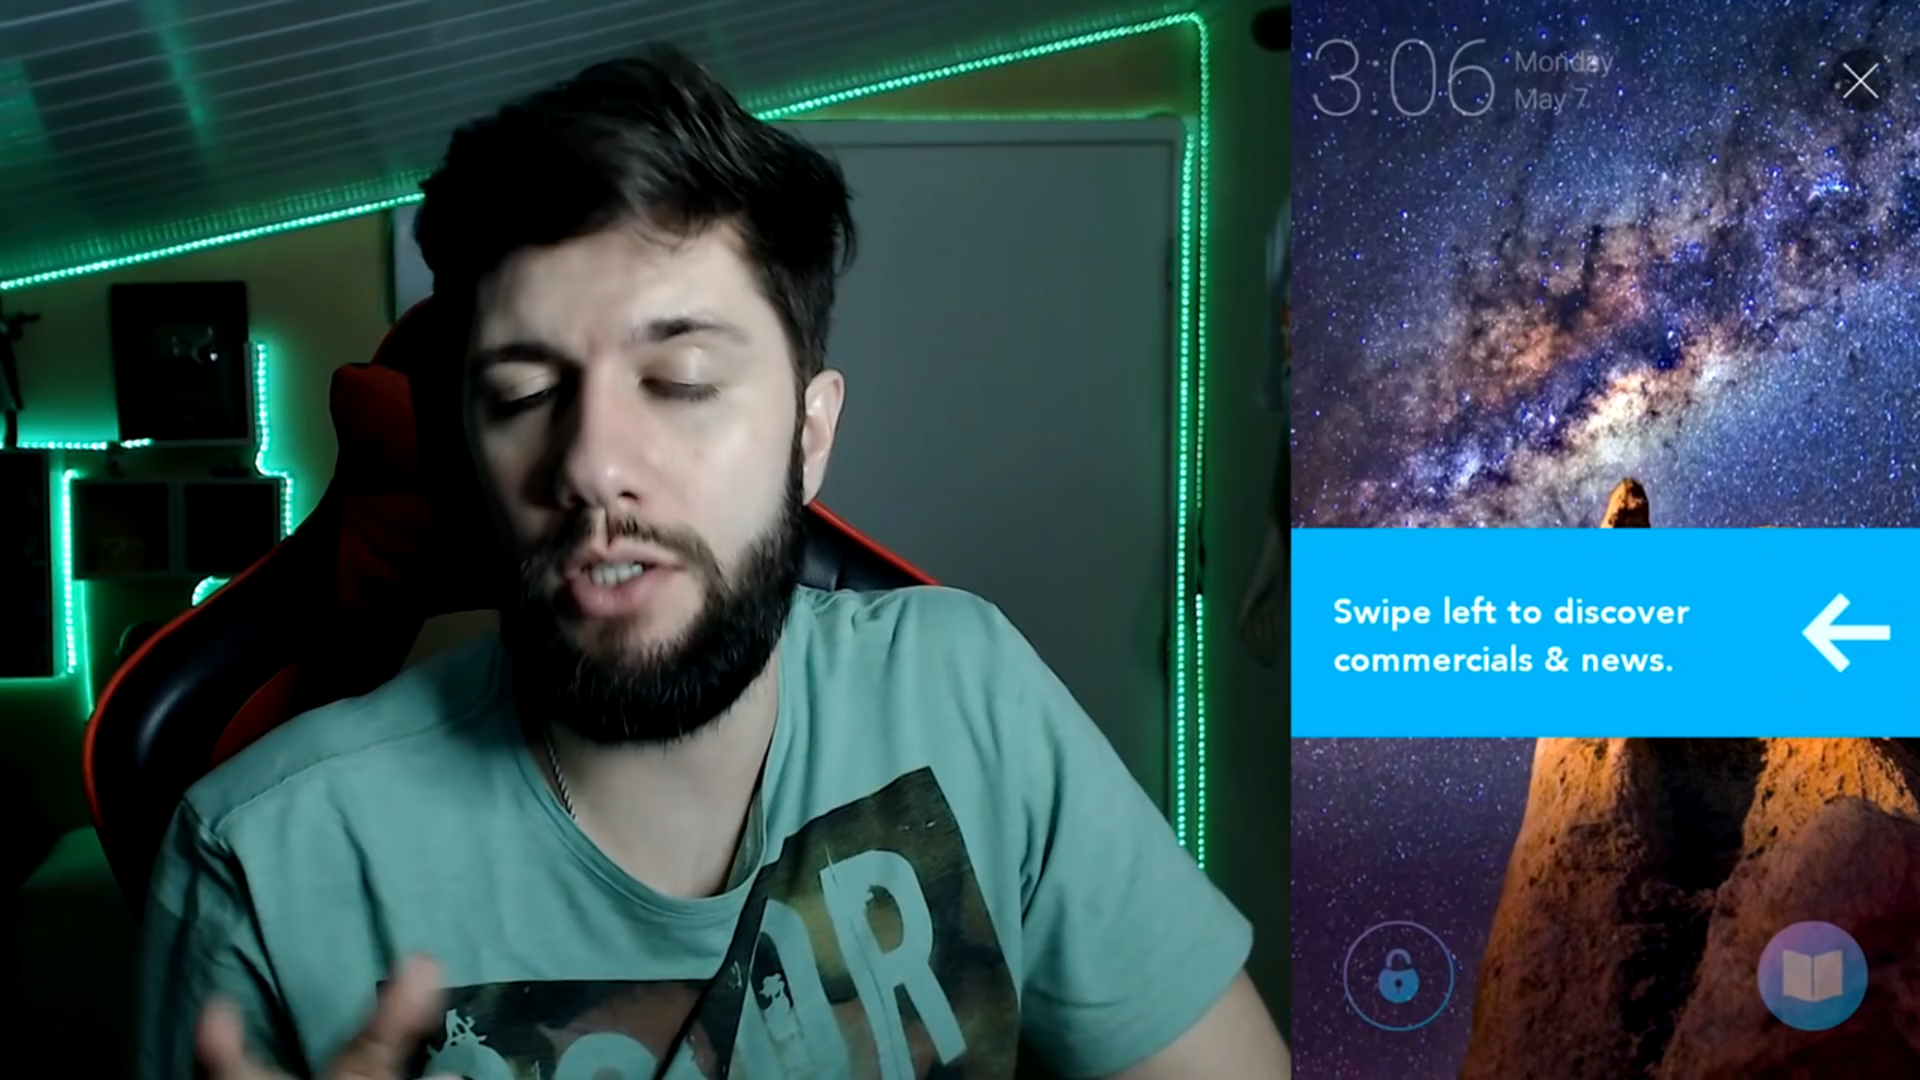 3:06
Monday
May 7
Swipe left to discover
commercials & news.